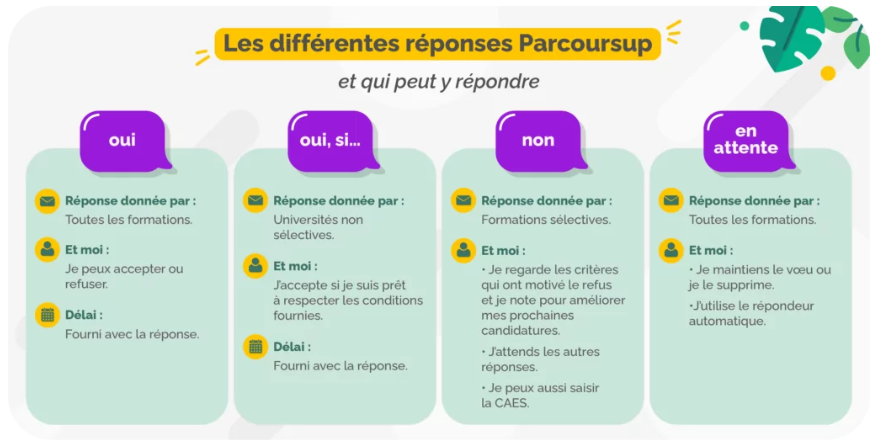 Les différentes réponses Parcoursup
et qui peut y répondre
oui
Réponse donnée par :
Toutes les formations.
Et moi :
Je peux accepter ou
refuser.
Délai :
Fourni avec la réponse.
oui, si...
Réponse donnée par :
Universités non
sélectives.
Et moi :
J'accepte si je suis prêt
à respecter les conditions
fournies.
Délai :
Fourni avec la réponse.
non
Réponse donnée par :
Formations sélectives.
Et moi :
• Je regarde les critères
qui ont motivé le refus
et je note pour améliorer
mes prochaines
candidatures.
• J'attends les autres
réponses.
• Je peux aussi saisir
la CAES.
en
attente
Réponse donnée par :
Toutes les formations.
Et moi :
• Je maintiens le vœu ou
je le supprime.
•J'utilise le répondeur
automatique.